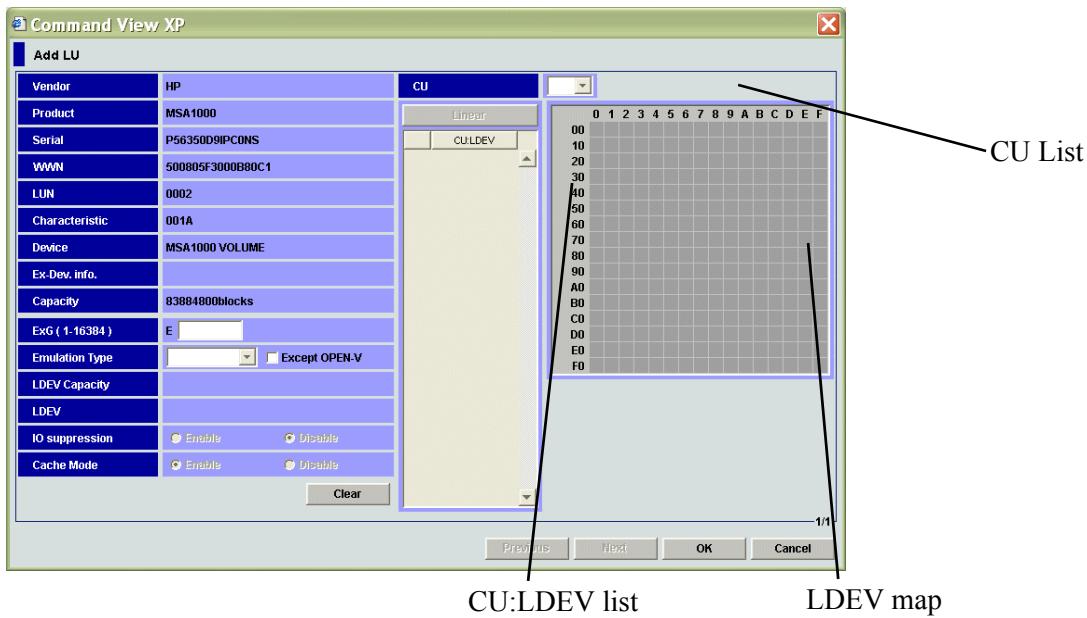 Command View XP
Add LU
Vendor HP
Product MSA1000
Serial P56350D9IPC0NS
WWN 500805F3000B80C1
LUN 0002
Characteristic 001A
Device MSA1000 VOLUME
Ex-Dev. info.
Capacity 83884800blocks
ExG ( 1-16384 ) E
Emulation Type Except OPEN-V
LDEV Capacity
LDEV
IO suppression Enable Disable
Cache Mode Enable Disable
Clear
CU
Linear
CU:LDEV
0 1 2 3 4 5 6 7 8 9 A B C D E F
00
10
20
30
40
50
60
70
80
90
A0
B0
C0
D0
E0
F0
1/1
Previous Next OK Cancel
CU List
CU:LDEV list
LDEV map